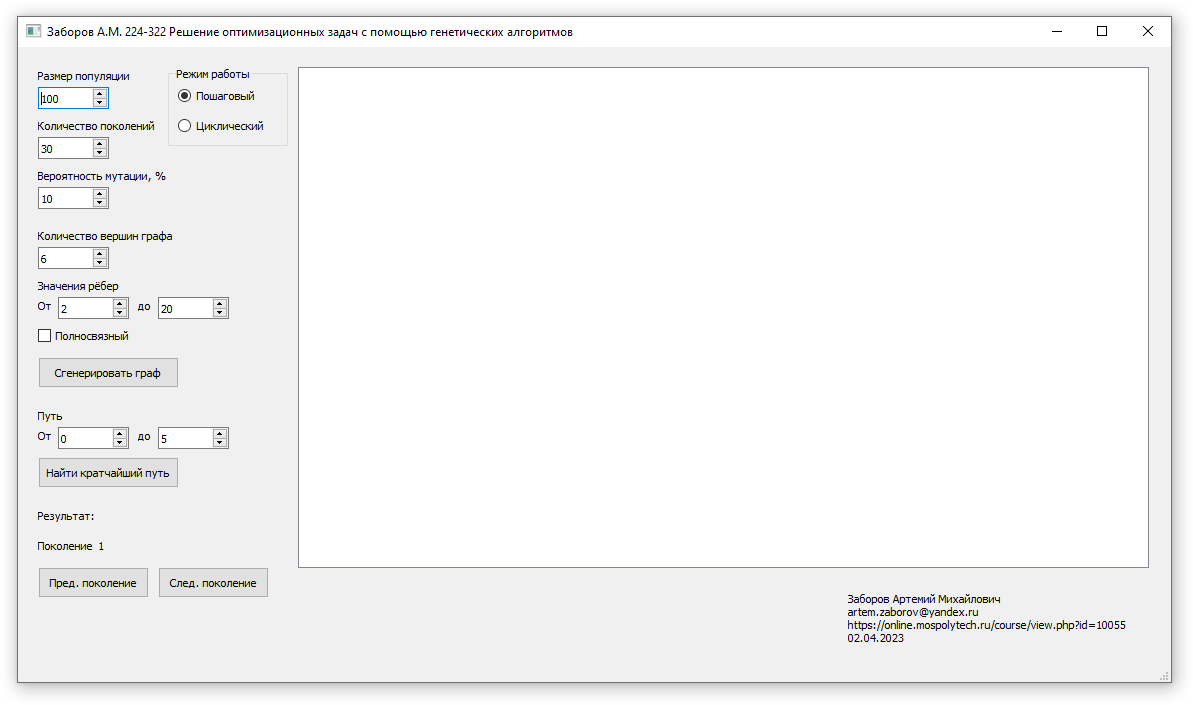 Заборов А.М. 224-322 Решение оптимизационных задач с помощью генетических алгоритмов
Размер популяции
100
Режим работы
Пошаговый
Циклический
Количество поколений
30
Вероятность мутации, %
10
Количество вершин графа
6
Значения рёбер
От 2 до 20
Полносвязный
Сгенерировать граф
Путь
От 0 до 5
Найти кратчайший путь
Результат:
Поколение 1
Пред. поколение След. поколение
Заборов Артемий Михайлович
artem.zaborov@yandex.ru
https://online.mospolytech.ru/course/view.php?id=10055
02.04.2023